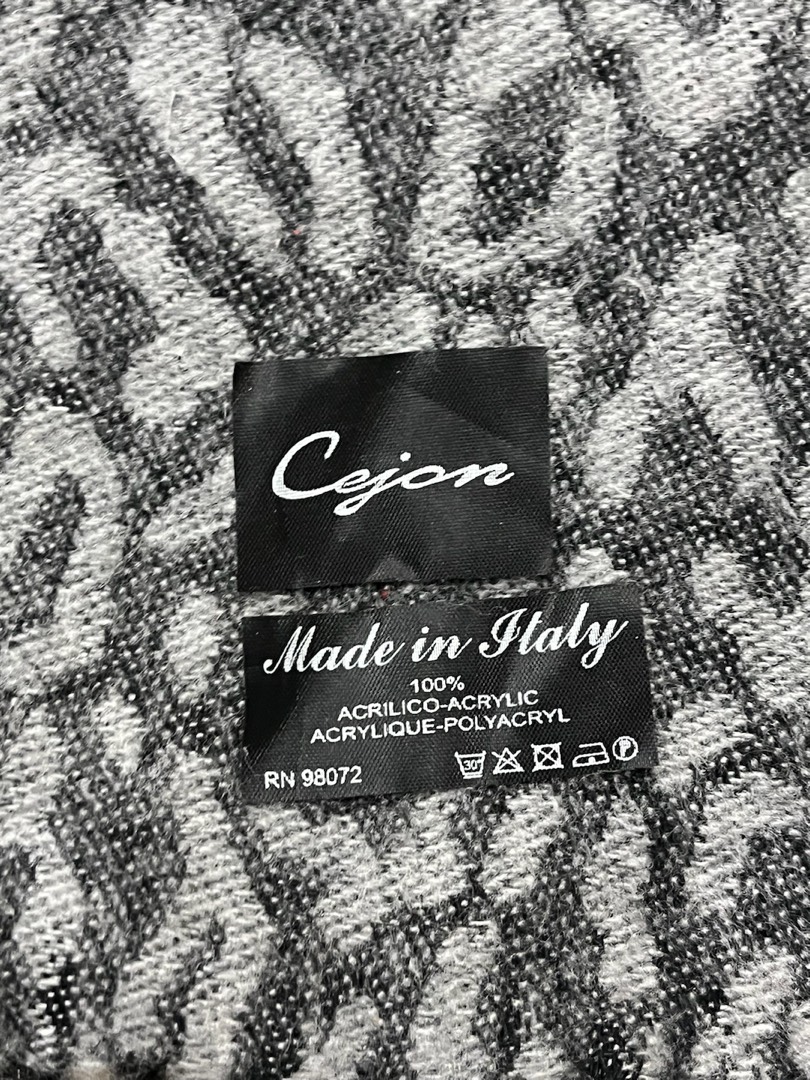 Cejon
Made in Italy
100%
ACRILICO-ACRYLIC
ACRYLIQUE-POLYACRYL
RN 98072
30°
P